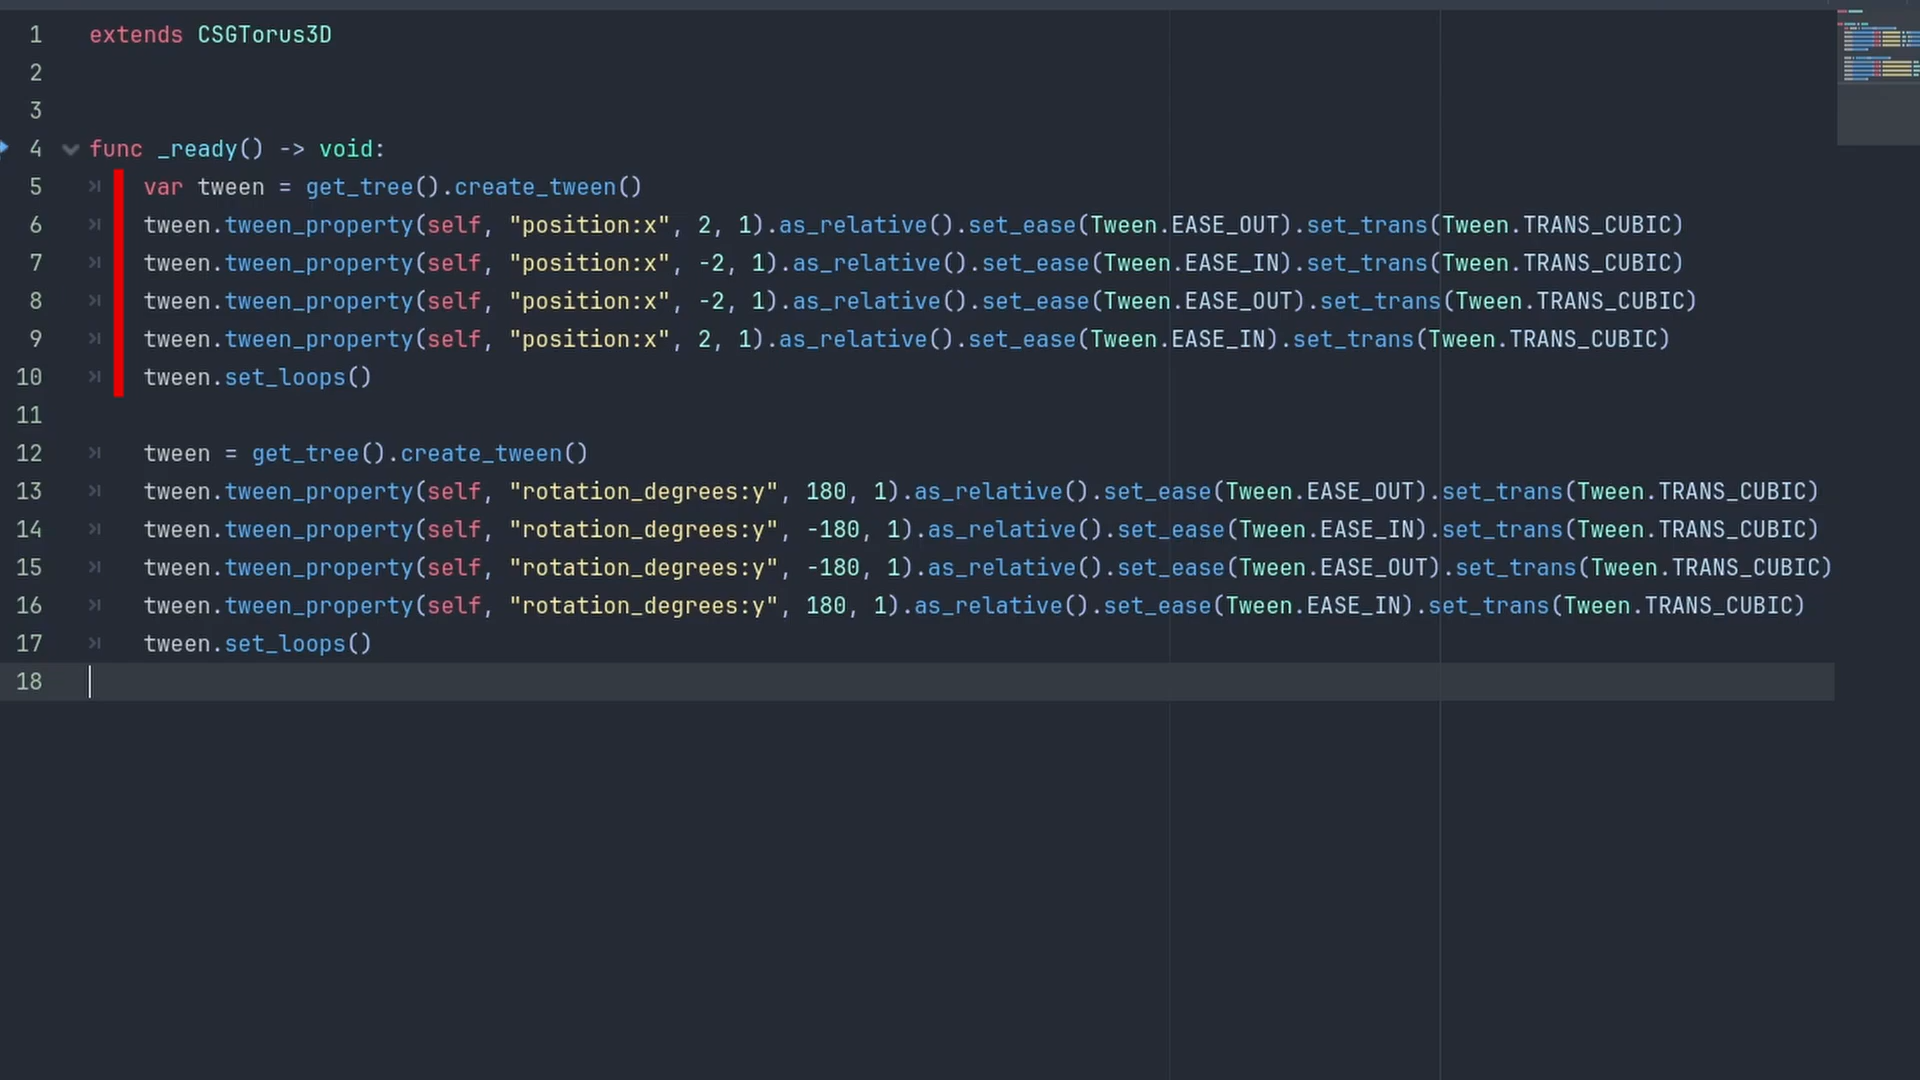 1 extends CSGTorus3D
2
3
4 func _ready() -> void:
5 var tween = get_tree().create_tween()
6 tween.tween_property(self, "position:x", 2, 1).as_relative().set_ease(Tween.EASE_OUT).set_trans(Tween.TRANS_CUBIC)
7 tween.tween_property(self, "position:x", -2, 1).as_relative().set_ease(Tween.EASE_IN).set_trans(Tween.TRANS_CUBIC)
8 tween.tween_property(self, "position:x", -2, 1).as_relative().set_ease(Tween.EASE_OUT).set_trans(Tween.TRANS_CUBIC)
9 tween.tween_property(self, "position:x", 2, 1).as_relative().set_ease(Tween.EASE_IN).set_trans(Tween.TRANS_CUBIC)
10 tween.set_loops()
11
12 tween = get_tree().create_tween()
13 tween.tween_property(self, "rotation_degrees:y", 180, 1).as_relative().set_ease(Tween.EASE_OUT).set_trans(Tween.TRANS_CUBIC)
14 tween.tween_property(self, "rotation_degrees:y", -180, 1).as_relative().set_ease(Tween.EASE_IN).set_trans(Tween.TRANS_CUBIC)
15 tween.tween_property(self, "rotation_degrees:y", -180, 1).as_relative().set_ease(Tween.EASE_OUT).set_trans(Tween.TRANS_CUBIC)
16 tween.tween_property(self, "rotation_degrees:y", 180, 1).as_relative().set_ease(Tween.EASE_IN).set_trans(Tween.TRANS_CUBIC)
17 tween.set_loops()
18